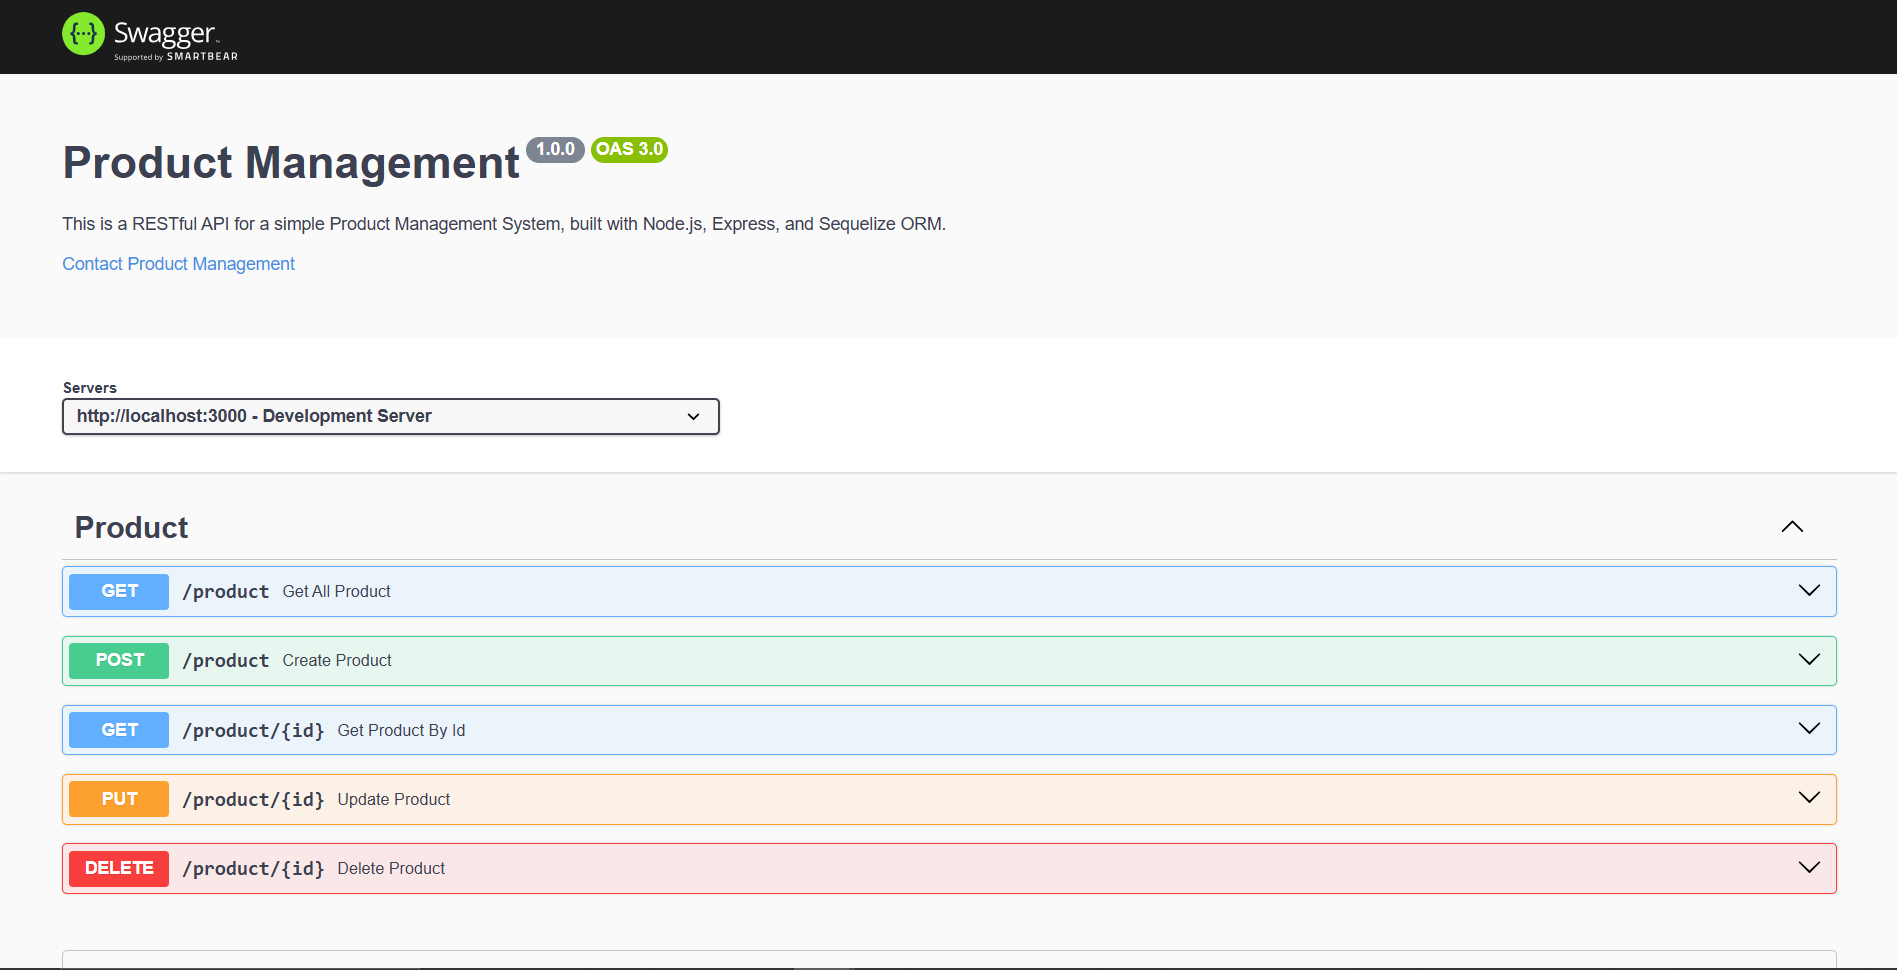 {···} Swagger™
Supported by SMARTBEAR
Product Management 1.0.0 OAS 3.0
This is a RESTful API for a simple Product Management System, built with Node.js, Express, and Sequelize ORM.
Contact Product Management
Servers
http://localhost:3000 - Development Server
Product
GET /product Get All Product
POST /product Create Product
GET /product/{id} Get Product By Id
PUT /product/{id} Update Product
DELETE /product/{id} Delete Product